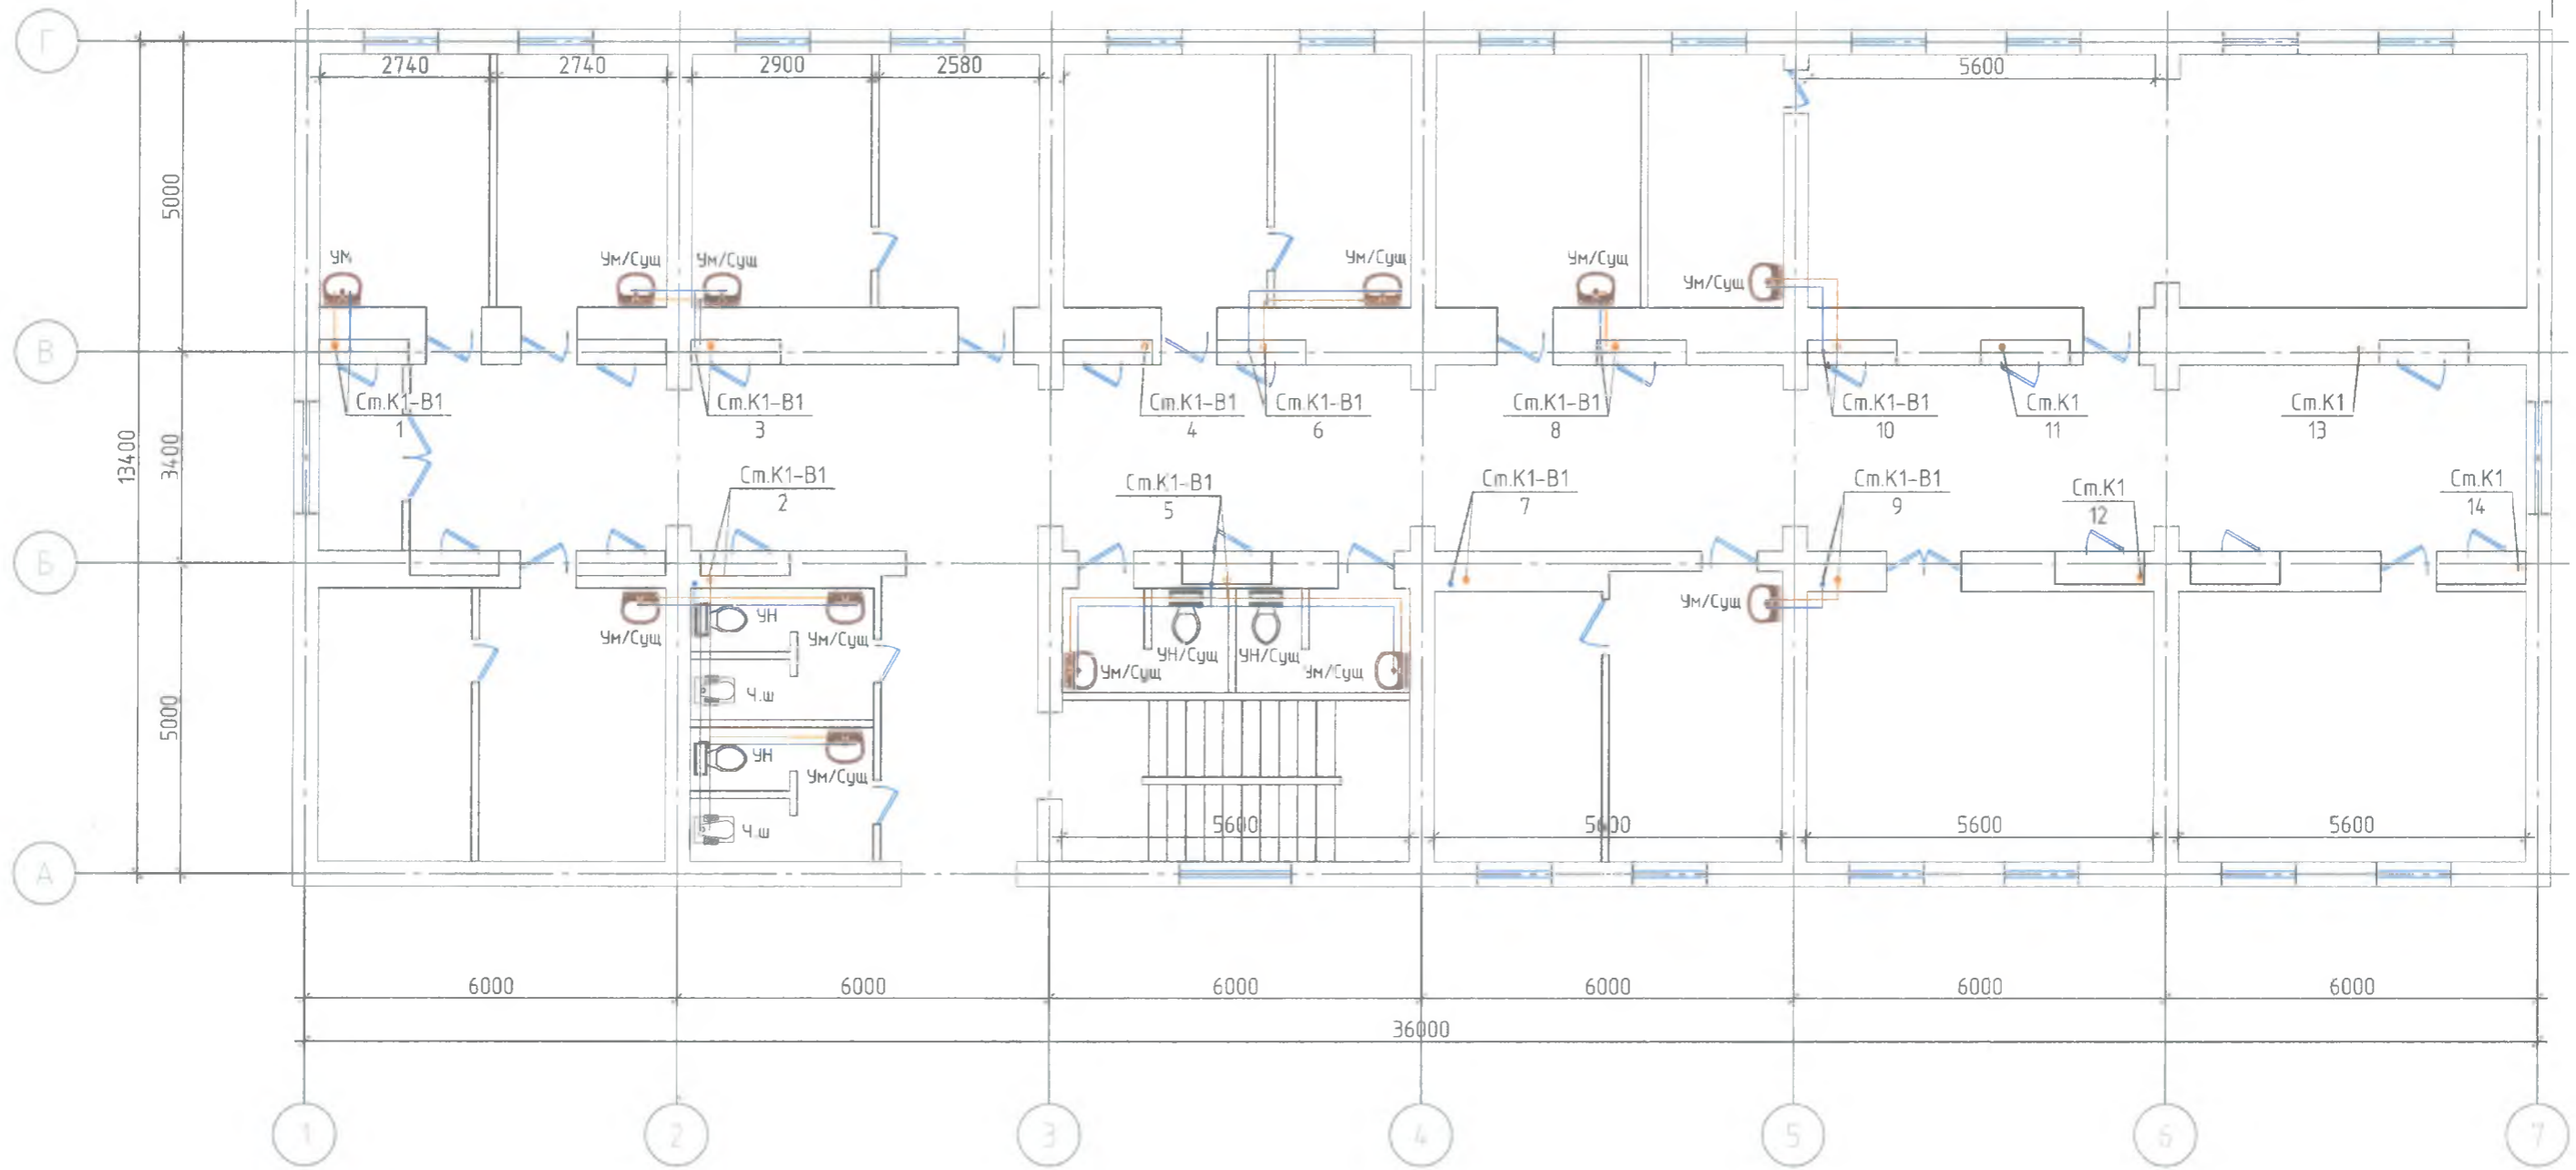 Г
2740
2740
2900
2580
5600
5000
УМ
Ум/Сущ
Ум/Сущ
Ум/Сущ
Ум/Сущ
Ум/Сущ
В
Ст.К1-В1
1
Ст.К1-В1
3
Ст.К1-В1
4
Ст.К1-В1
6
Ст.К1-В1
8
Ст.К1-В1
10
Ст.К1
11
Ст.К1
13
13400
3400
Ст.К1-В1
2
Ст.К1-В1
5
Ст.К1-В1
7
Ст.К1-В1
9
Ст.К1
12
Ст.К1
14
Б
Ум/Сущ
УН
Ум/Сущ
УН/Сущ
УН/Сущ
Ум/Сущ
Ум/Сущ
Ум/Сущ
Ч.ш
5000
УН
Ум/Сущ
Ч.ш
5600
5600
5600
5600
А
6000
6000
6000
6000
6000
6000
36000
1
2
3
4
5
6
7